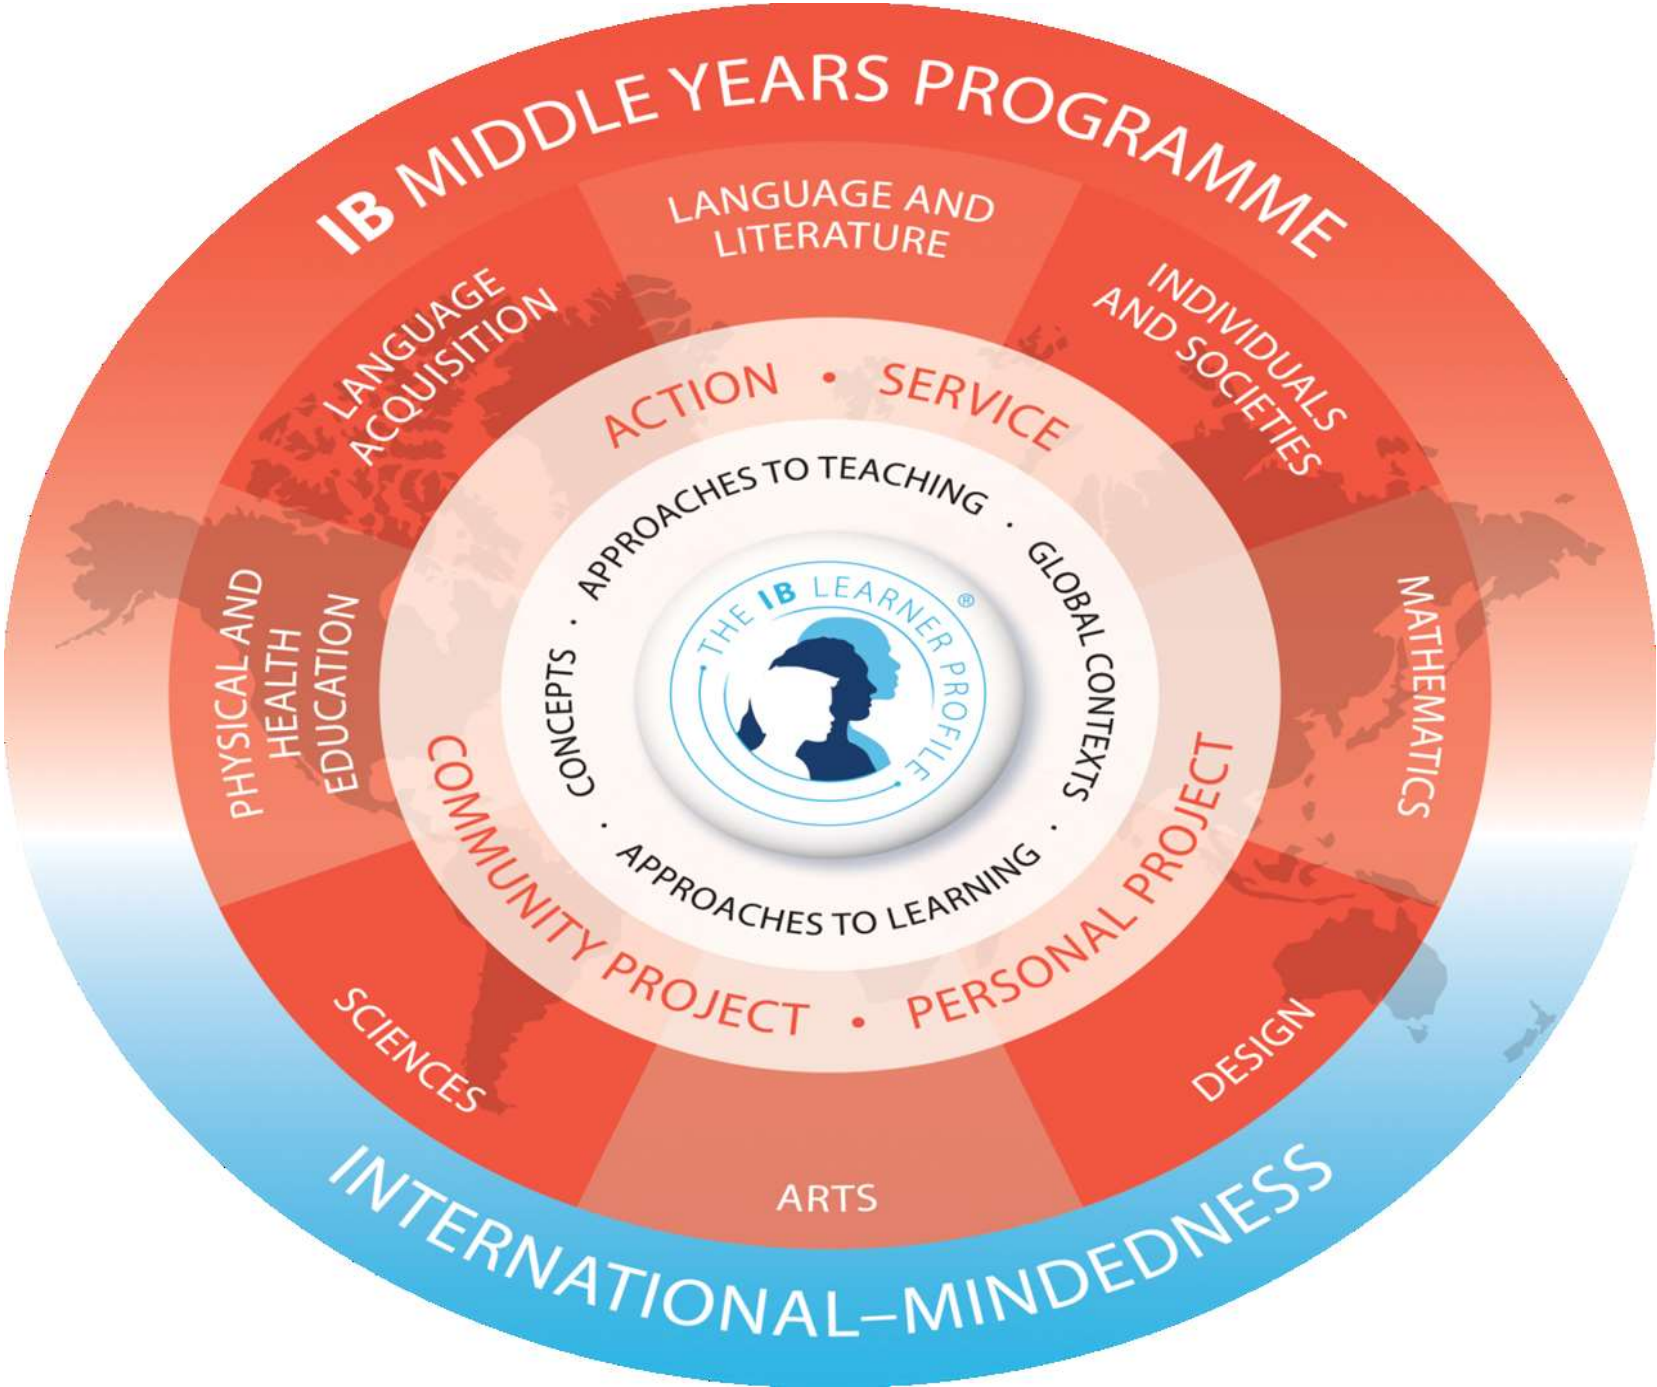 IB MIDDLE YEARS PROGRAMME
LANGUAGE AND
LITERATURE
INDIVIDUALS
AND SOCIETIES
MATHEMATICS
DESIGN
ARTS
SCIENCES
PHYSICAL AND
HEALTH
EDUCATION
LANGUAGE
ACQUISITION
ACTION • SERVICE
COMMUNITY PROJECT • PERSONAL PROJECT
APPROACHES TO TEACHING · GLOBAL CONTEXTS · APPROACHES TO LEARNING · CONCEPTS ·
THE IB LEARNER PROFILE ®
INTERNATIONAL–MINDEDNESS